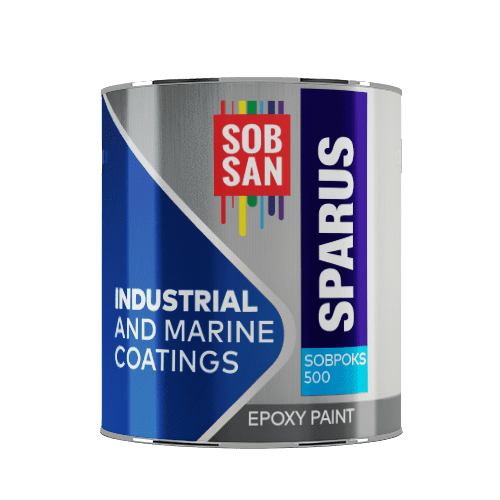 SOB
SAN
SPARUS
SOBPOKS
500
INDUSTRIAL
AND MARINE
COATINGS
EPOXY PAINT